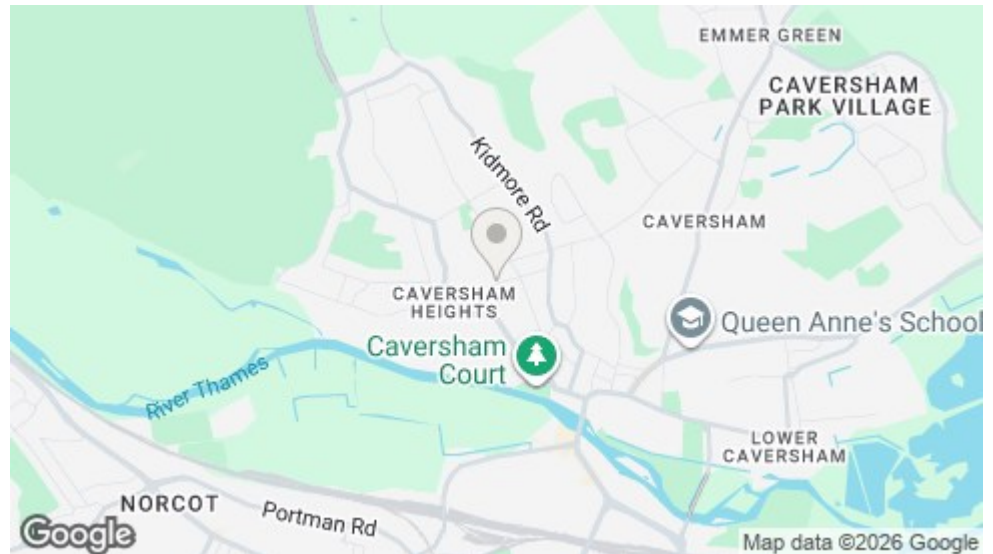 EMMER GREEN
CAVERSHAM
PARK VILLAGE
Kidmore Rd
CAVERSHAM
CAVERSHAM
HEIGHTS
Queen Anne's School
Caversham
Court
River Thames
LOWER
CAVERSHAM
NORCOT
Portman Rd
Google
Map data ©2026 Google